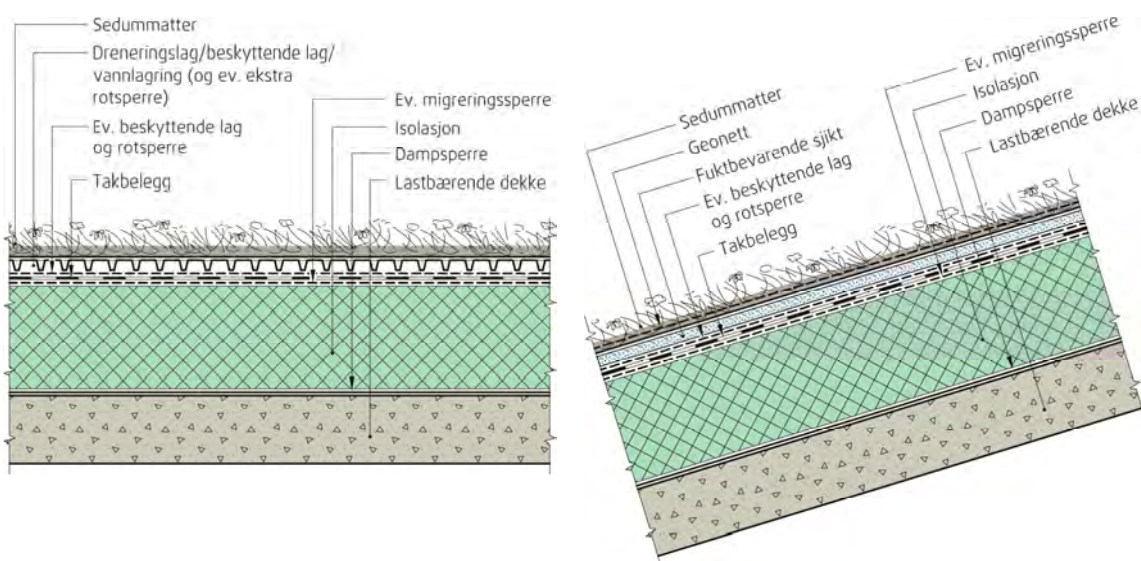 Sedummatter
Dreneringslag/beskyttende lag/
vannlagring (og ev. ekstra
rotsperre)
Ev. beskyttende lag
og rotsperre
Takbelegg
Ev. migreringssperre
Isolasjon
Dampsperre
Lastbærende dekke
Sedummatter
Geonett
Fuktbevarende sjikt
Ev. beskyttende lag
og rotsperre
Takbelegg
Ev. migreringssperre
Isolasjon
Dampsperre
Lastbærende dekke